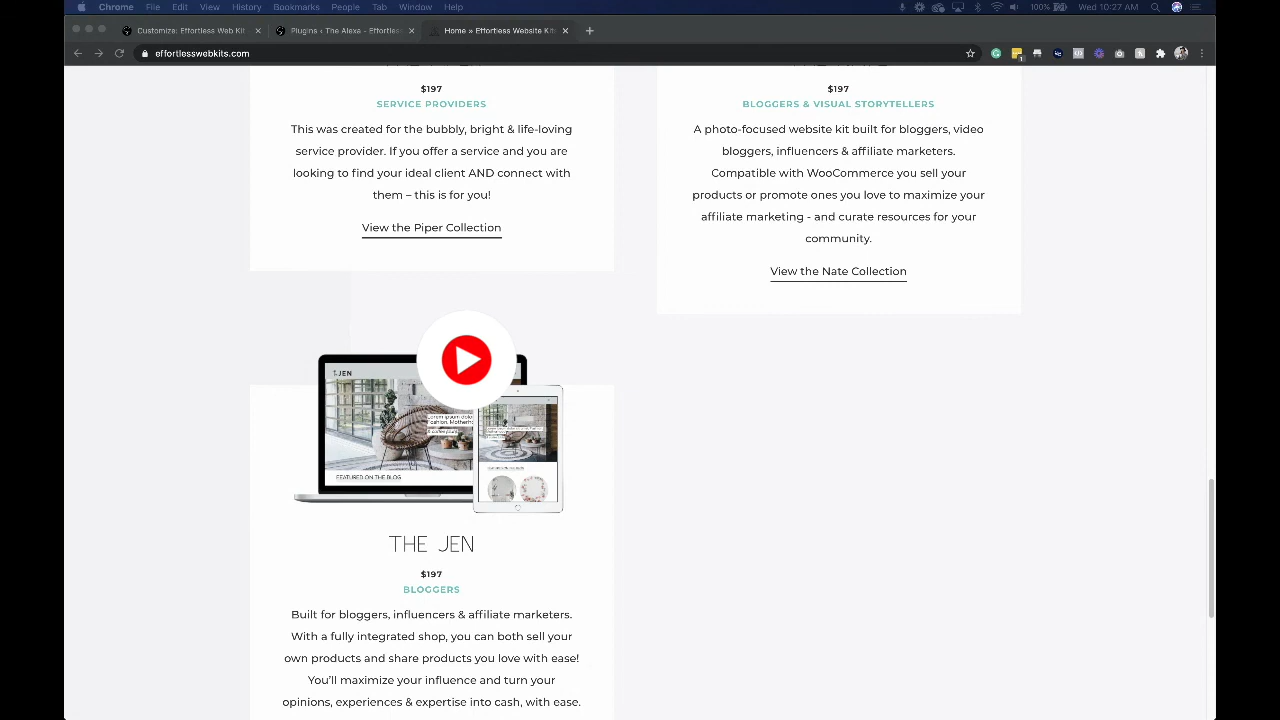 Chrome File Edit View History Bookmarks People Tab Window Help 100% Wed 10:27 AM
Customize: Effortless Web Kit Plugins ‹ The Alexa – Effortless Home » Effortless Website Kits
effortlesswebkits.com
$197
SERVICE PROVIDERS
This was created for the bubbly, bright & life-loving
service provider. If you offer a service and you are
looking to find your ideal client AND connect with
them – this is for you!
View the Piper Collection
$197
BLOGGERS & VISUAL STORYTELLERS
A photo-focused website kit built for bloggers, video
bloggers, influencers & affiliate marketers.
Compatible with WooCommerce you sell your
products or promote ones you love to maximize your
affiliate marketing - and curate resources for your
community.
View the Nate Collection
JEN
Lorem ipsum dolor
Fashion. Motherho
& coffee
FEATURED ON THE BLOG
THE JEN
$197
BLOGGERS
Built for bloggers, influencers & affiliate marketers.
With a fully integrated shop, you can both sell your
own products and share products you love with ease!
You'll maximize your influence and turn your
opinions, experiences & expertise into cash, with ease.